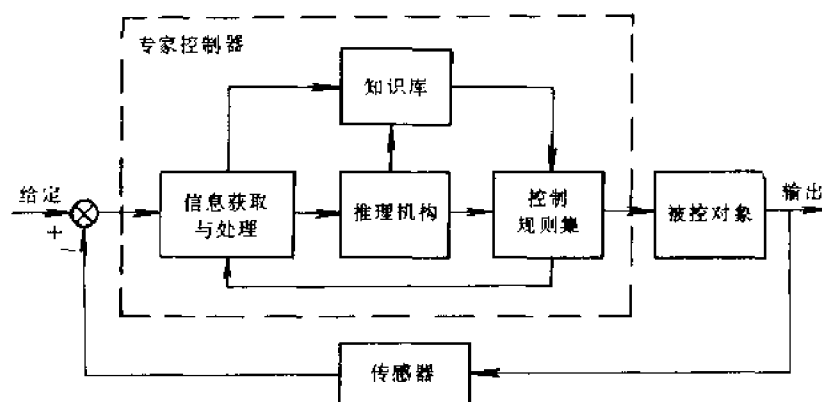 专家控制器
知识库
给定
信息获取
与处理
推理机构
控制
规则集
被控对象
输出
+
−
传感器